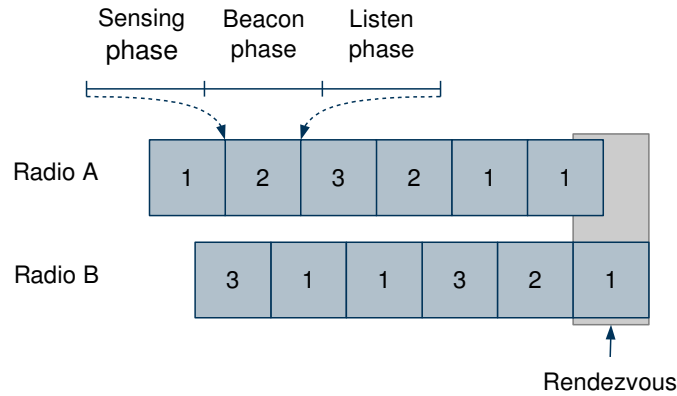 Sensing phase
Beacon phase
Listen phase
Radio A
1 2 3 2 1 1
Radio B
3 1 1 3 2 1
Rendezvous